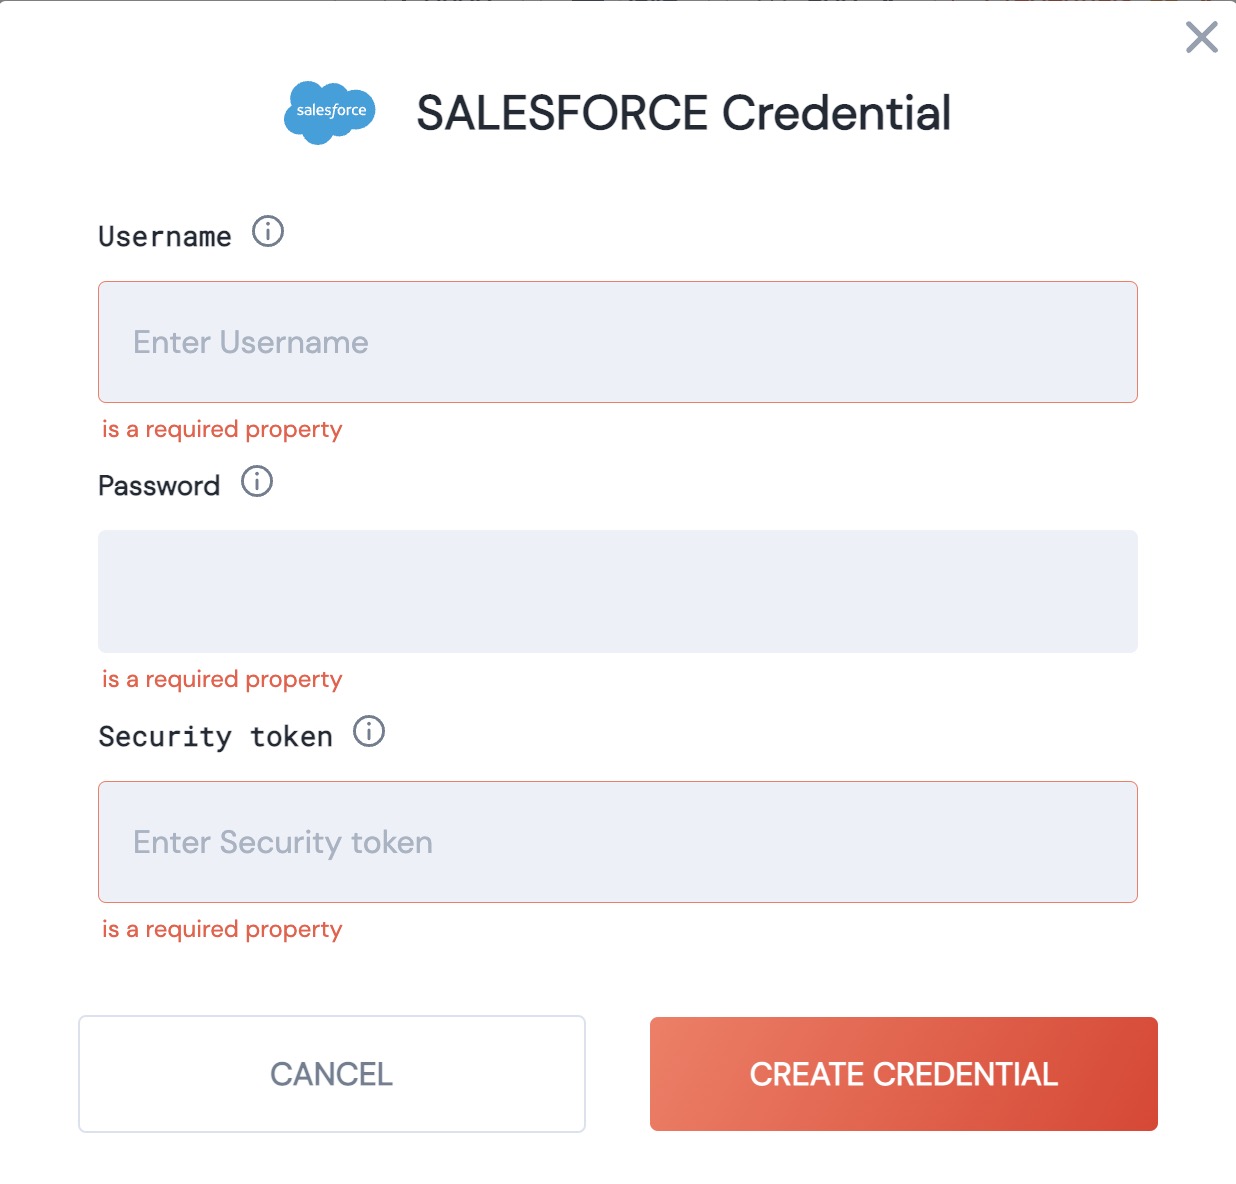 salesforce
SALESFORCE Credential
Username
Enter Username
is a required property
Password
is a required property
Security token
Enter Security token
is a required property
CANCEL
CREATE CREDENTIAL